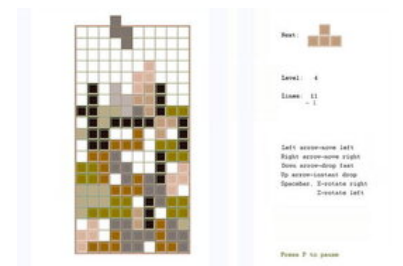 Next:
Level: 4
Lines: 11
- 1
Left arrow-move left
Right arrow-move right
Down arrow-drop fast
Up arrow-instant drop
Spacebar, X-rotate right
Z-rotate left
Press P to pause